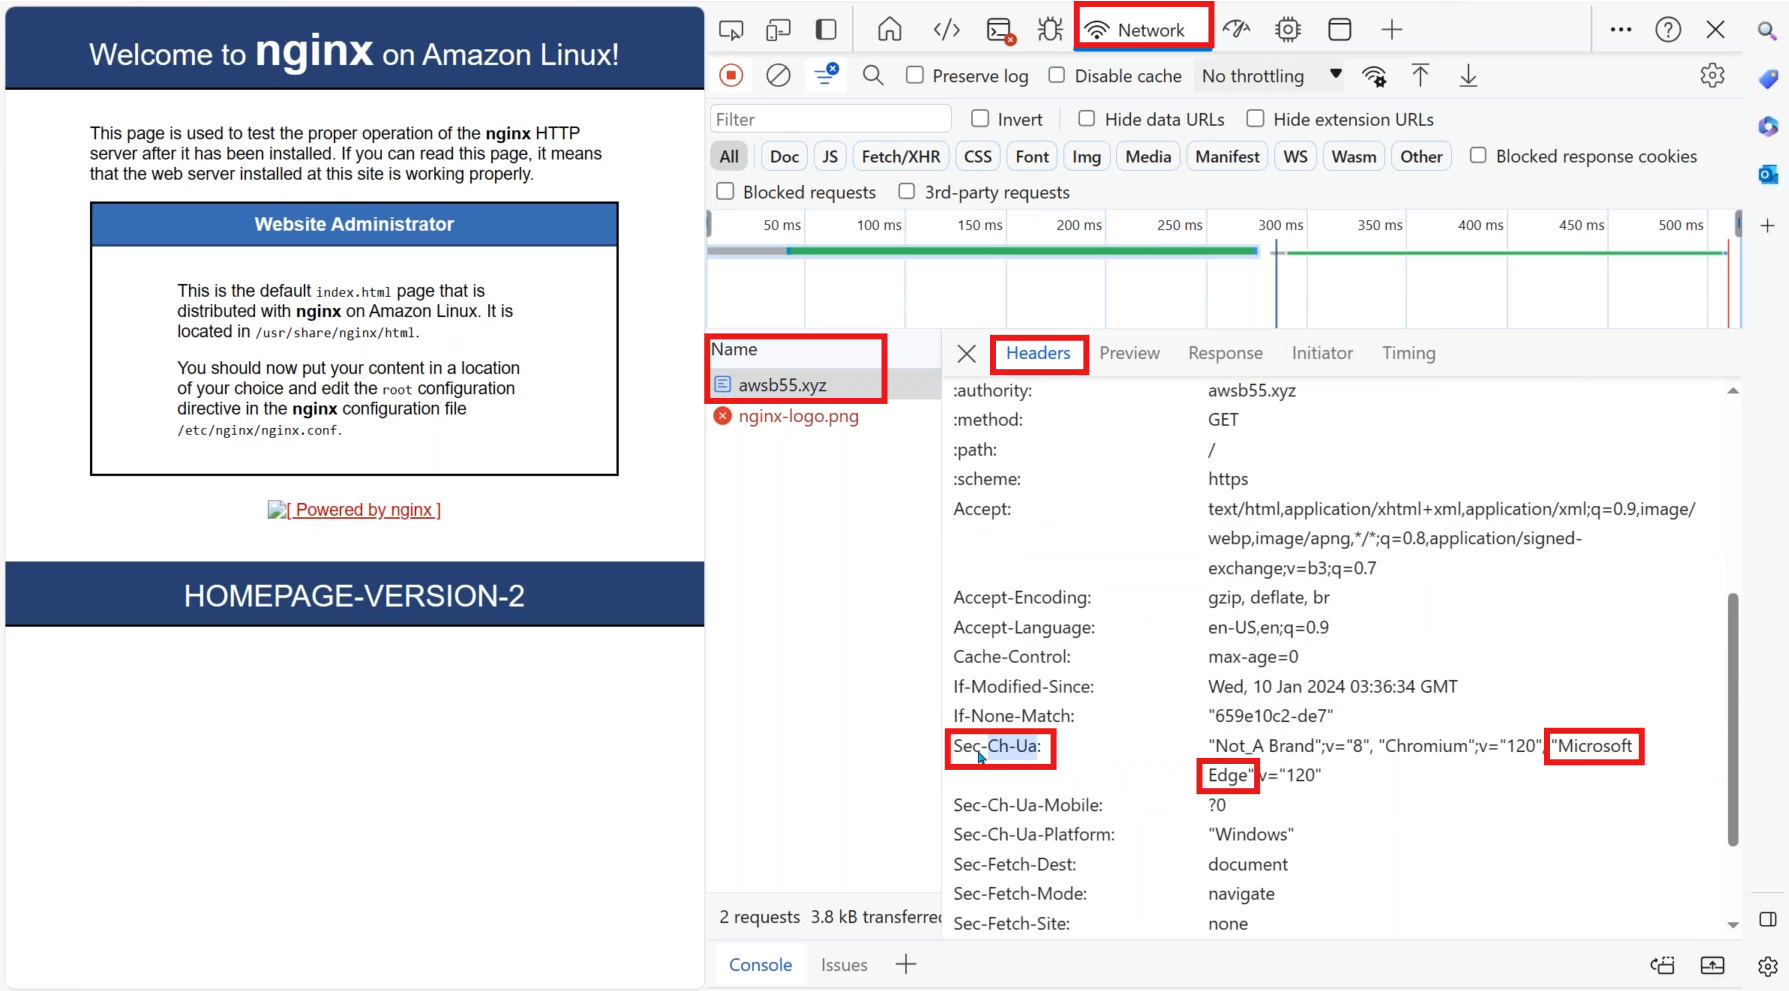 Welcome to nginx on Amazon Linux!
This page is used to test the proper operation of the nginx HTTP
server after it has been installed. If you can read this page, it means
that the web server installed at this site is working properly.
Website Administrator
This is the default index.html page that is
distributed with nginx on Amazon Linux. It is
located in /usr/share/nginx/html.
You should now put your content in a location
of your choice and edit the root configuration
directive in the nginx configuration file
/etc/nginx/nginx.conf.
[ Powered by nginx ]
HOMEPAGE-VERSION-2
Network
Preserve log Disable cache No throttling
Filter Invert Hide data URLs Hide extension URLs
All Doc JS Fetch/XHR CSS Font Img Media Manifest WS Wasm Other Blocked response cookies
Blocked requests 3rd-party requests
50 ms 100 ms 150 ms 200 ms 250 ms 300 ms 350 ms 400 ms 450 ms 500 ms
Name
awsb55.xyz
nginx-logo.png
Headers Preview Response Initiator Timing
:authority: awsb55.xyz
:method: GET
:path: /
:scheme: https
Accept: text/html,application/xhtml+xml,application/xml;q=0.9,image/
webp,image/apng,*/*;q=0.8,application/signed-
exchange;v=b3;q=0.7
Accept-Encoding: gzip, deflate, br
Accept-Language: en-US,en;q=0.9
Cache-Control: max-age=0
If-Modified-Since: Wed, 10 Jan 2024 03:36:34 GMT
If-None-Match: "659e10c2-de7"
Sec-Ch-Ua: "Not_A Brand";v="8", "Chromium";v="120", "Microsoft
Edge";v="120"
Sec-Ch-Ua-Mobile: ?0
Sec-Ch-Ua-Platform: "Windows"
Sec-Fetch-Dest: document
Sec-Fetch-Mode: navigate
Sec-Fetch-Site: none
2 requests 3.8 kB transferred
Console Issues